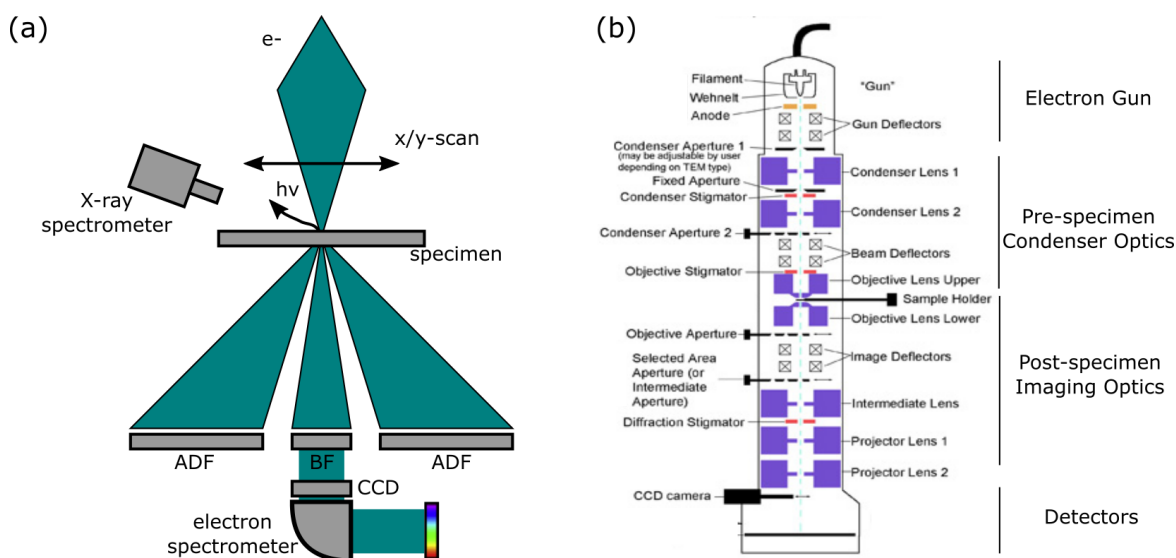 (a)
e-
x/y-scan
hν
X-ray
spectrometer
specimen
ADF
BF
ADF
CCD
electron
spectrometer
(b)
Filament
Wehnelt
Anode
"Gun"
Gun Deflectors
Condenser Aperture 1
(may be adjustable by user
depending on TEM type)
Condenser Lens 1
Fixed Aperture
Condenser Stigmator
Condenser Lens 2
Condenser Aperture 2
Beam Deflectors
Objective Stigmator
Objective Lens Upper
Sample Holder
Objective Lens Lower
Objective Aperture
Image Deflectors
Selected Area
Aperture (or
Intermediate
Aperture)
Intermediate Lens
Diffraction Stigmator
Projector Lens 1
Projector Lens 2
CCD camera
Electron Gun
Pre-specimen
Condenser Optics
Post-specimen
Imaging Optics
Detectors